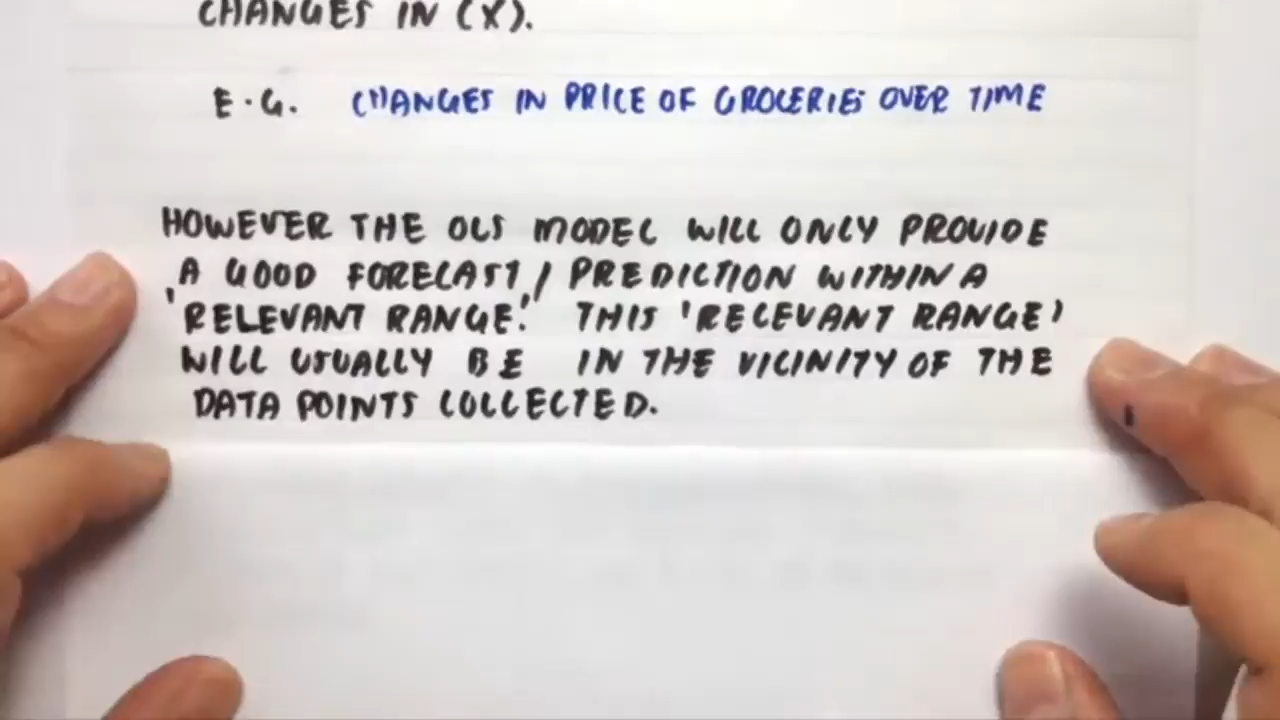 CHANGES IN (X).
E.G. CHANGES IN PRICE OF GROCERIES OVER TIME
HOWEVER THE OLS MODEL WILL ONLY PROVIDE
A GOOD FORECAST / PREDICTION WITHIN A
'RELEVANT RANGE'. THIS 'RELEVANT RANGE'
WILL USUALLY BE IN THE VICINITY OF THE
DATA POINTS COLLECTED.